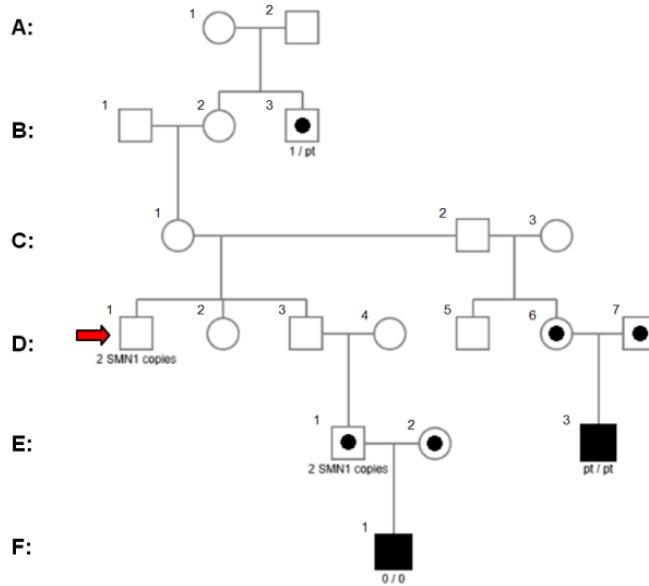 A: 1 2
B: 1 2 3
1 / pt
C: 1 2 3
D: 1 2 3 4 5 6 7
2 SMN1 copies
E: 1 2 3
2 SMN1 copies
pt / pt
F: 1
0 / 0